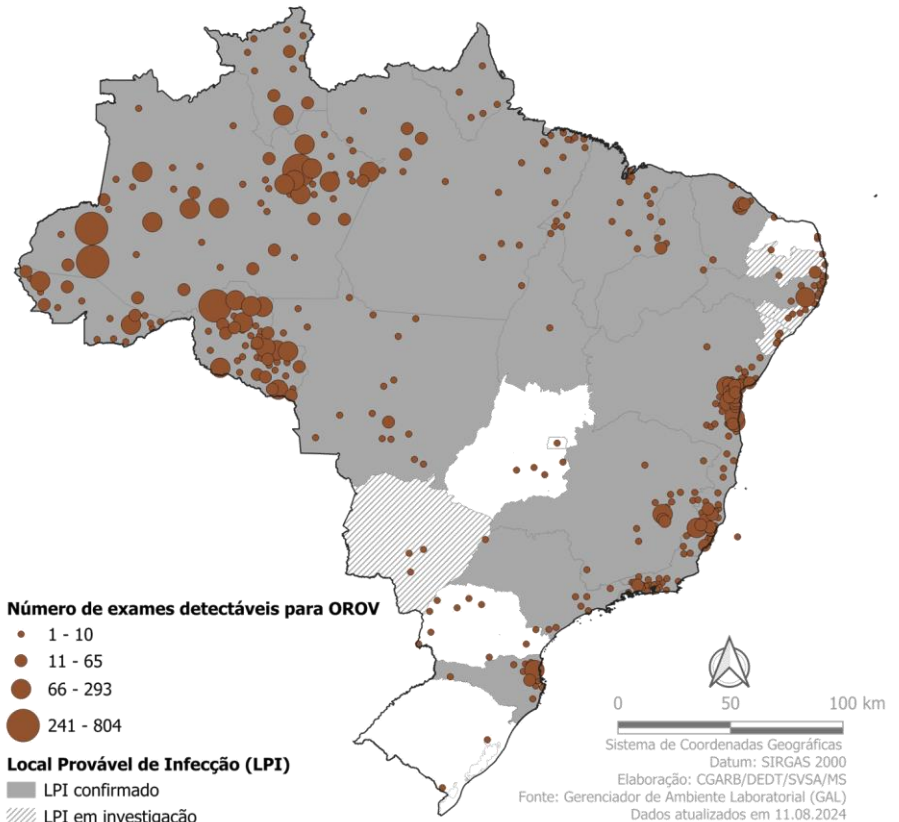 Número de exames detectáveis para OROV
1 - 10
11 - 65
66 - 293
241 - 804
Local Provável de Infecção (LPI)
LPI confirmado
LPI em investigação
0 50 100 km
Sistema de Coordenadas Geográficas
Datum: SIRGAS 2000
Elaboração: CGARB/DEDT/SVSA/MS
Fonte: Gerenciador de Ambiente Laboratorial (GAL)
Dados atualizados em 11.08.2024